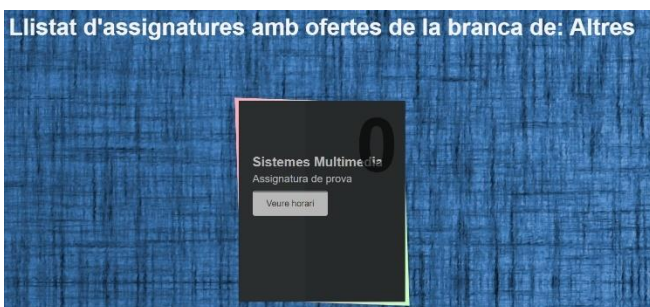 Llistat d'assignatures amb ofertes de la branca de: Altres
0
Sistemes Multimedia
Assignatura de prova
Veure horari